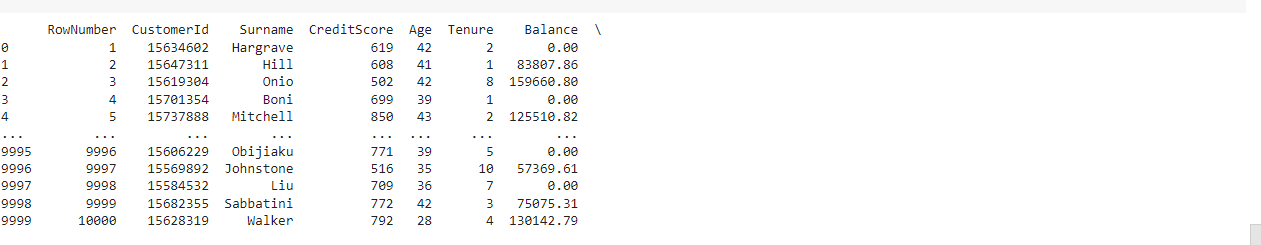 RowNumber CustomerId Surname CreditScore Age Tenure Balance \
0 1 15634602 Hargrave 619 42 2 0.00
1 2 15647311 Hill 608 41 1 83807.86
2 3 15619304 Onio 502 42 8 159660.80
3 4 15701354 Boni 699 39 1 0.00
4 5 15737888 Mitchell 850 43 2 125510.82
... ... ... ... ... ... ... ...
9995 9996 15606229 Obijiaku 771 39 5 0.00
9996 9997 15569892 Johnstone 516 35 10 57369.61
9997 9998 15584532 Liu 709 36 7 0.00
9998 9999 15682355 Sabbatini 772 42 3 75075.31
9999 10000 15628319 Walker 792 28 4 130142.79